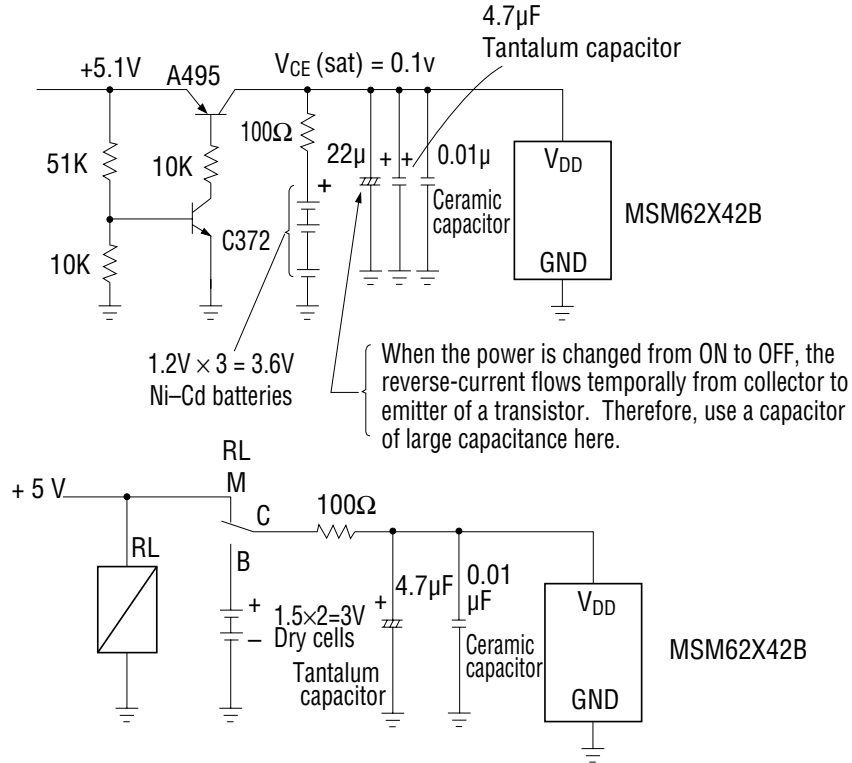 4.7µF
Tantalum capacitor
+5.1V
A495
VCE (sat) = 0.1v
100Ω
51K
10K
22µ
+
+
0.01µ
VDD
+
Ceramic
capacitor
MSM62X42B
C372
10K
GND
1.2V × 3 = 3.6V
Ni–Cd batteries
When the power is changed from ON to OFF, the
reverse-current flows temporally from collector to
emitter of a transistor. Therefore, use a capacitor
of large capacitance here.
RL
M
+ 5 V
C
100Ω
RL
B
4.7µF
0.01
µF
VDD
+
1.5×2=3V
+
– Dry cells
Ceramic
capacitor
MSM62X42B
Tantalum
capacitor
GND